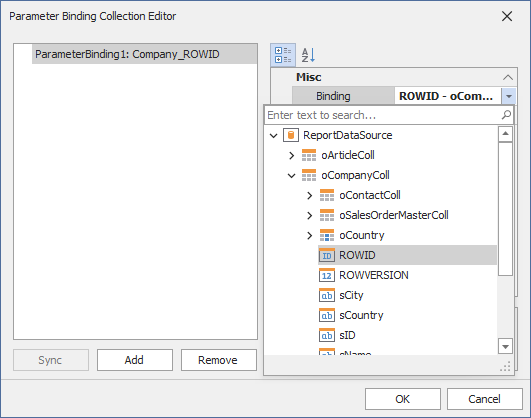 Parameter Binding Collection Editor
ParameterBinding1: Company_ROWID
Misc
Binding ROWID - oCom...
Enter text to search...
ReportDataSource
oArticleColl
oCompanyColl
oContactColl
oSalesOrderMasterColl
oCountry
ROWID
ROWVERSION
sCity
sCountry
sID
sName
Sync Add Remove
OK Cancel